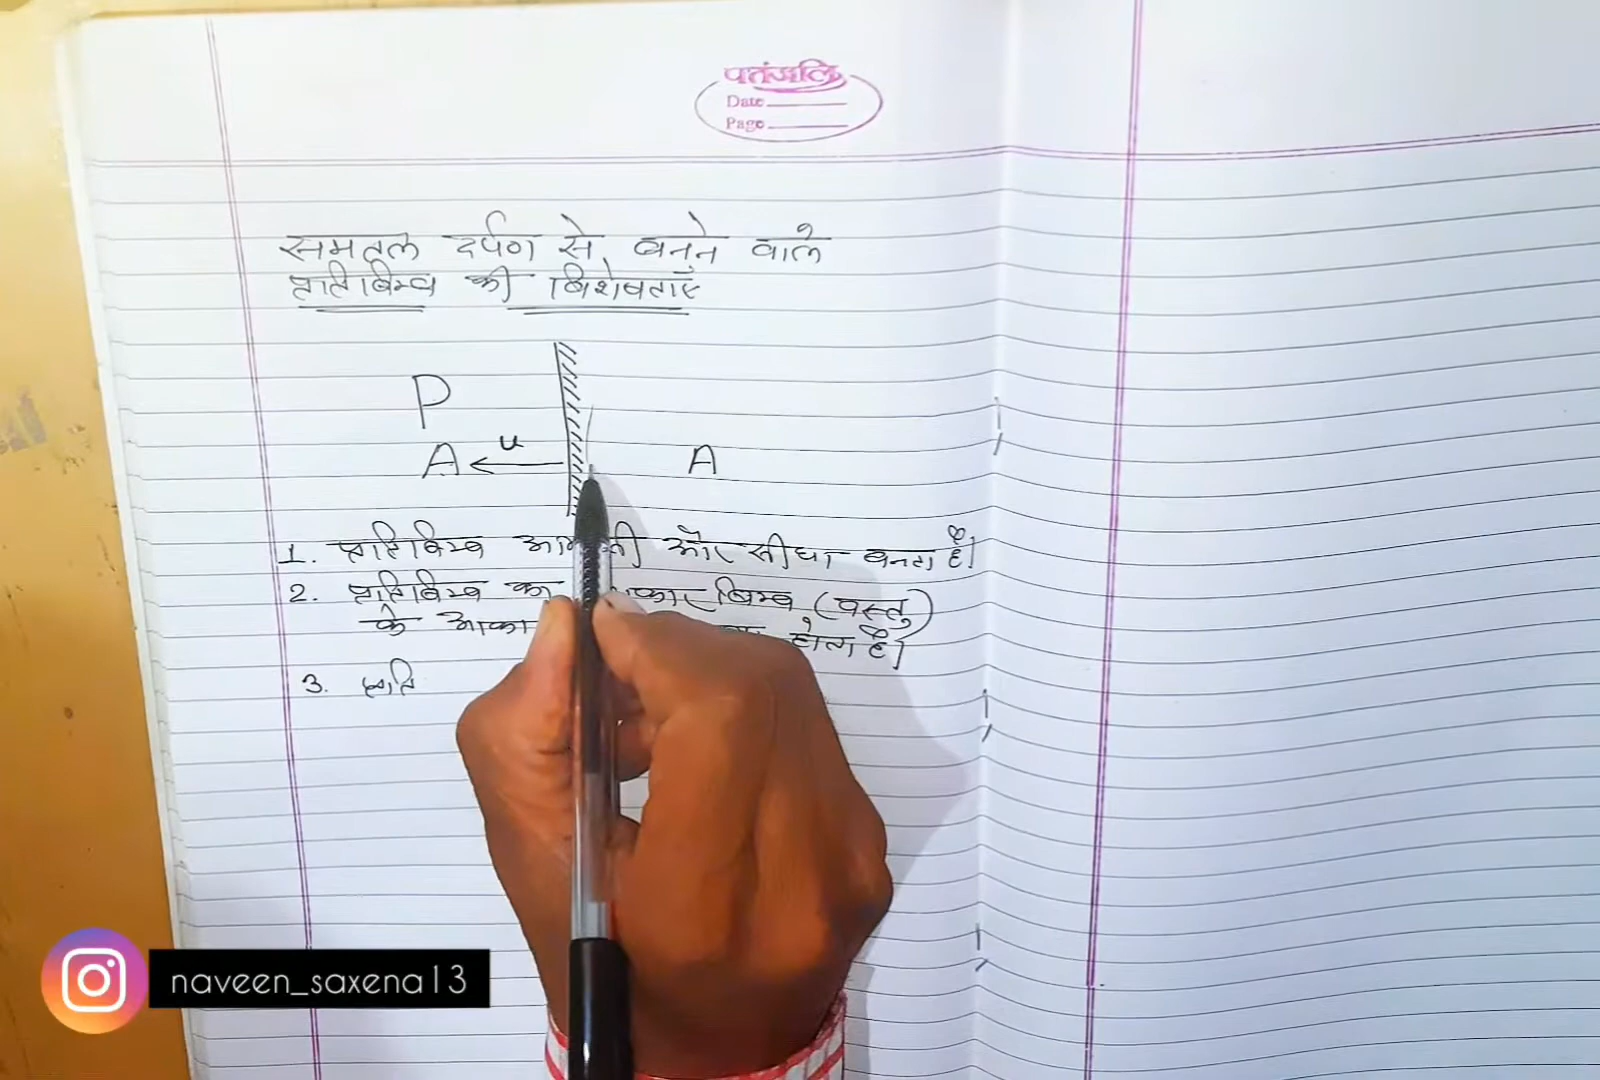 पतंजलि
Date
Page
समतल दर्पण से बनने वाले
प्रतिबिम्ब की विशेषताएँ
P
A u A
1. प्रतिबिम्ब और सीधा बनता है।
2. प्रतिबिम्ब का बिम्ब (वस्तु)
के होता है।
3. प्रति
naveen_saxena13